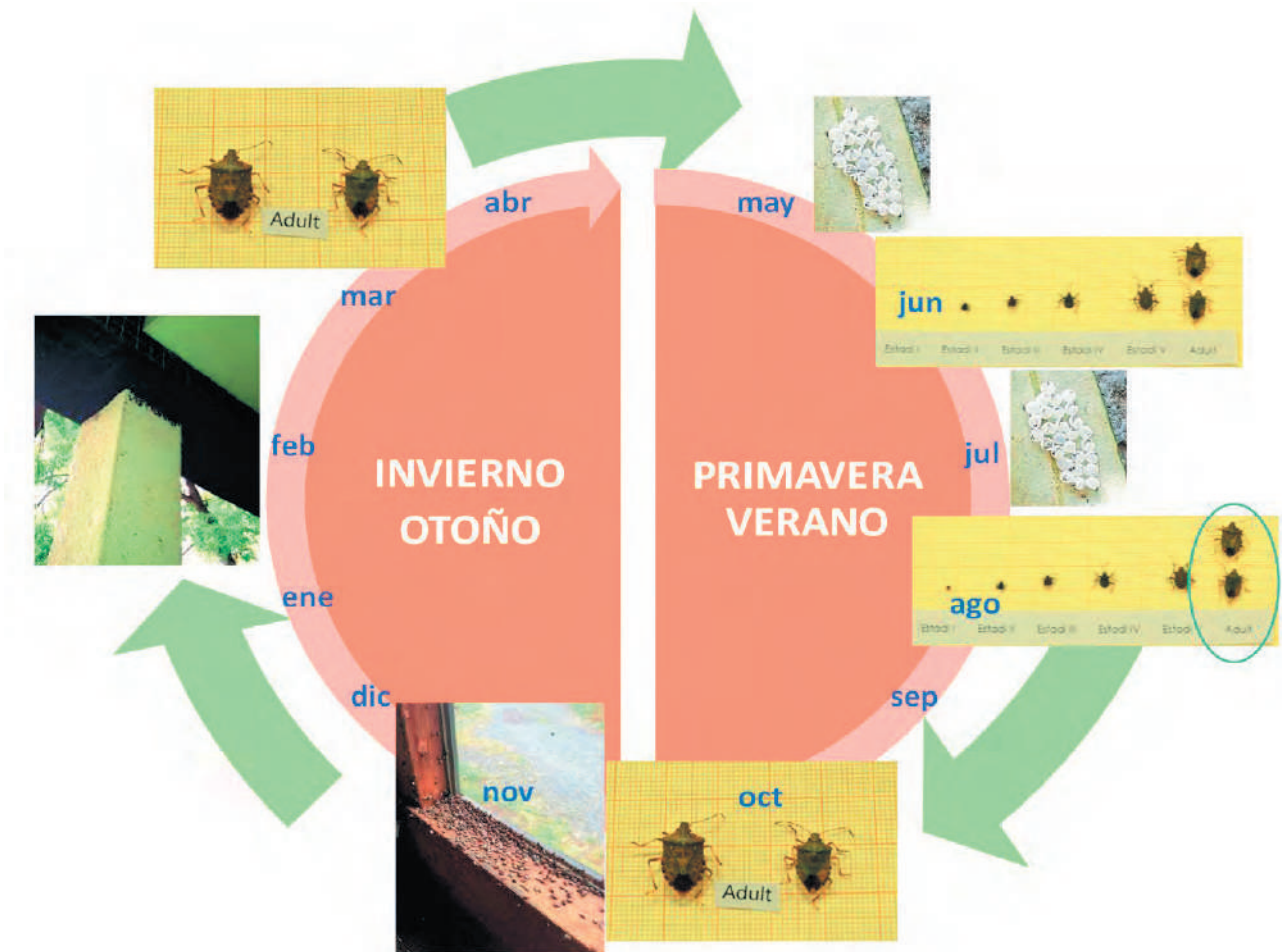 abr
may
Adult
mar
jun
Estadi I Estadi II Estadi III Estadi IV Estadi V Adult
feb
jul
INVIERNO
OTOÑO
PRIMAVERA
VERANO
ene
ago
Estadi I Estadi II Estadi III Estadi IV Estadi Adult
dic
sep
nov
oct
Adult